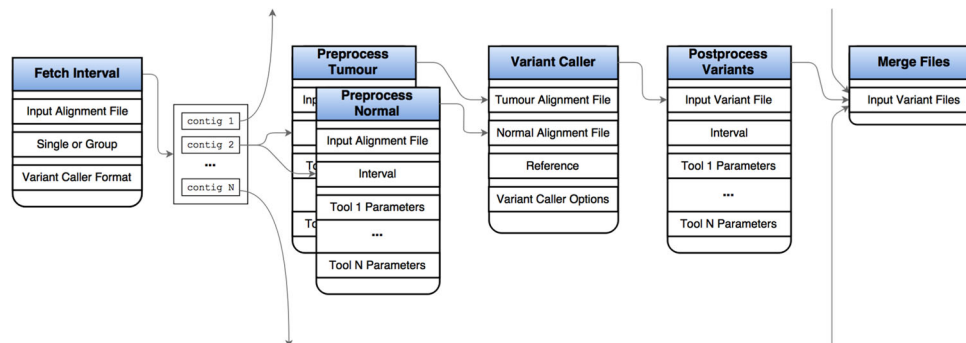 Fetch Interval
Input Alignment File
Single or Group
Variant Caller Format
contig 1
contig 2
...
contig N
Preprocess
Tumour
Preprocess
Normal
Input Alignment File
Interval
Tool 1 Parameters
...
Tool N Parameters
Variant Caller
Tumour Alignment File
Normal Alignment File
Reference
Variant Caller Options
Postprocess
Variants
Input Variant File
Interval
Tool 1 Parameters
...
Tool N Parameters
Merge Files
Input Variant Files